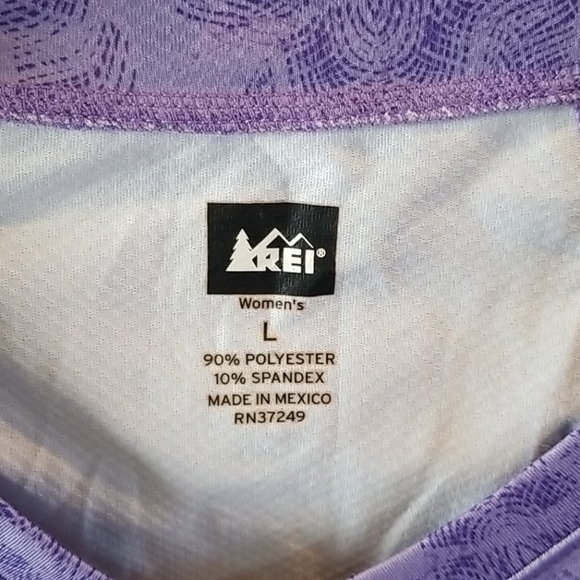 REI®
Women's
L
90% POLYESTER
10% SPANDEX
MADE IN MEXICO
RN37249